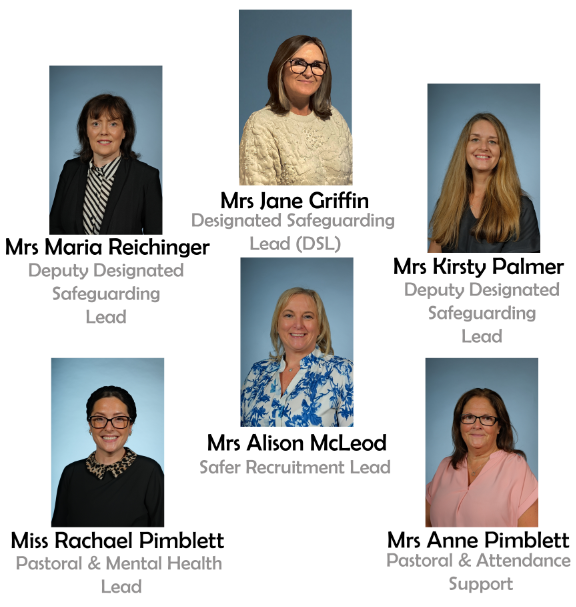 Mrs Jane Griffin
Designated Safeguarding
Lead (DSL)
Mrs Maria Reichinger
Deputy Designated
Safeguarding
Lead
Mrs Kirsty Palmer
Deputy Designated
Safeguarding
Lead
Mrs Alison McLeod
Safer Recruitment Lead
Miss Rachael Pimblett
Pastoral & Mental Health
Lead
Mrs Anne Pimblett
Pastoral & Attendance
Support